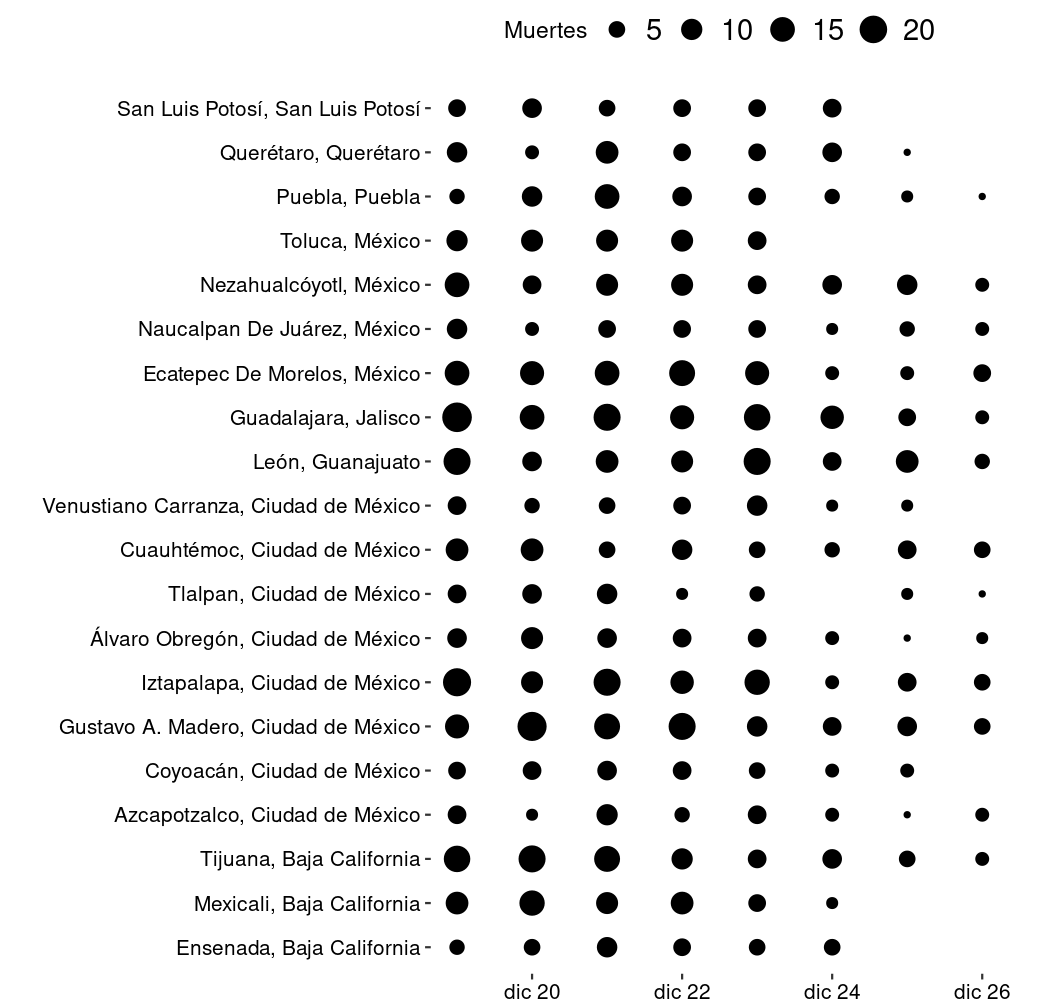 Muertes 5 10 15 20
San Luis Potosí, San Luis Potosí
Querétaro, Querétaro
Puebla, Puebla
Toluca, México
Nezahualcóyotl, México
Naucalpan De Juárez, México
Ecatepec De Morelos, México
Guadalajara, Jalisco
León, Guanajuato
Venustiano Carranza, Ciudad de México
Cuauhtémoc, Ciudad de México
Tlalpan, Ciudad de México
Álvaro Obregón, Ciudad de México
Iztapalapa, Ciudad de México
Gustavo A. Madero, Ciudad de México
Coyoacán, Ciudad de México
Azcapotzalco, Ciudad de México
Tijuana, Baja California
Mexicali, Baja California
Ensenada, Baja California
dic 20 dic 22 dic 24 dic 26